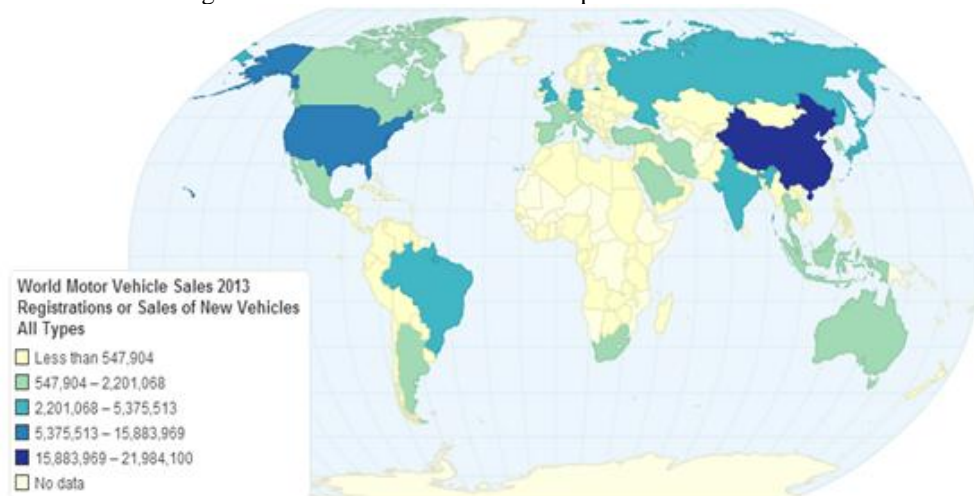 World Motor Vehicle Sales 2013
Registrations or Sales of New Vehicles
All Types
Less than 547,904
547,904 – 2,201,068
2,201,068 – 5,375,513
5,375,513 – 15,883,969
15,883,969 – 21,984,100
No data